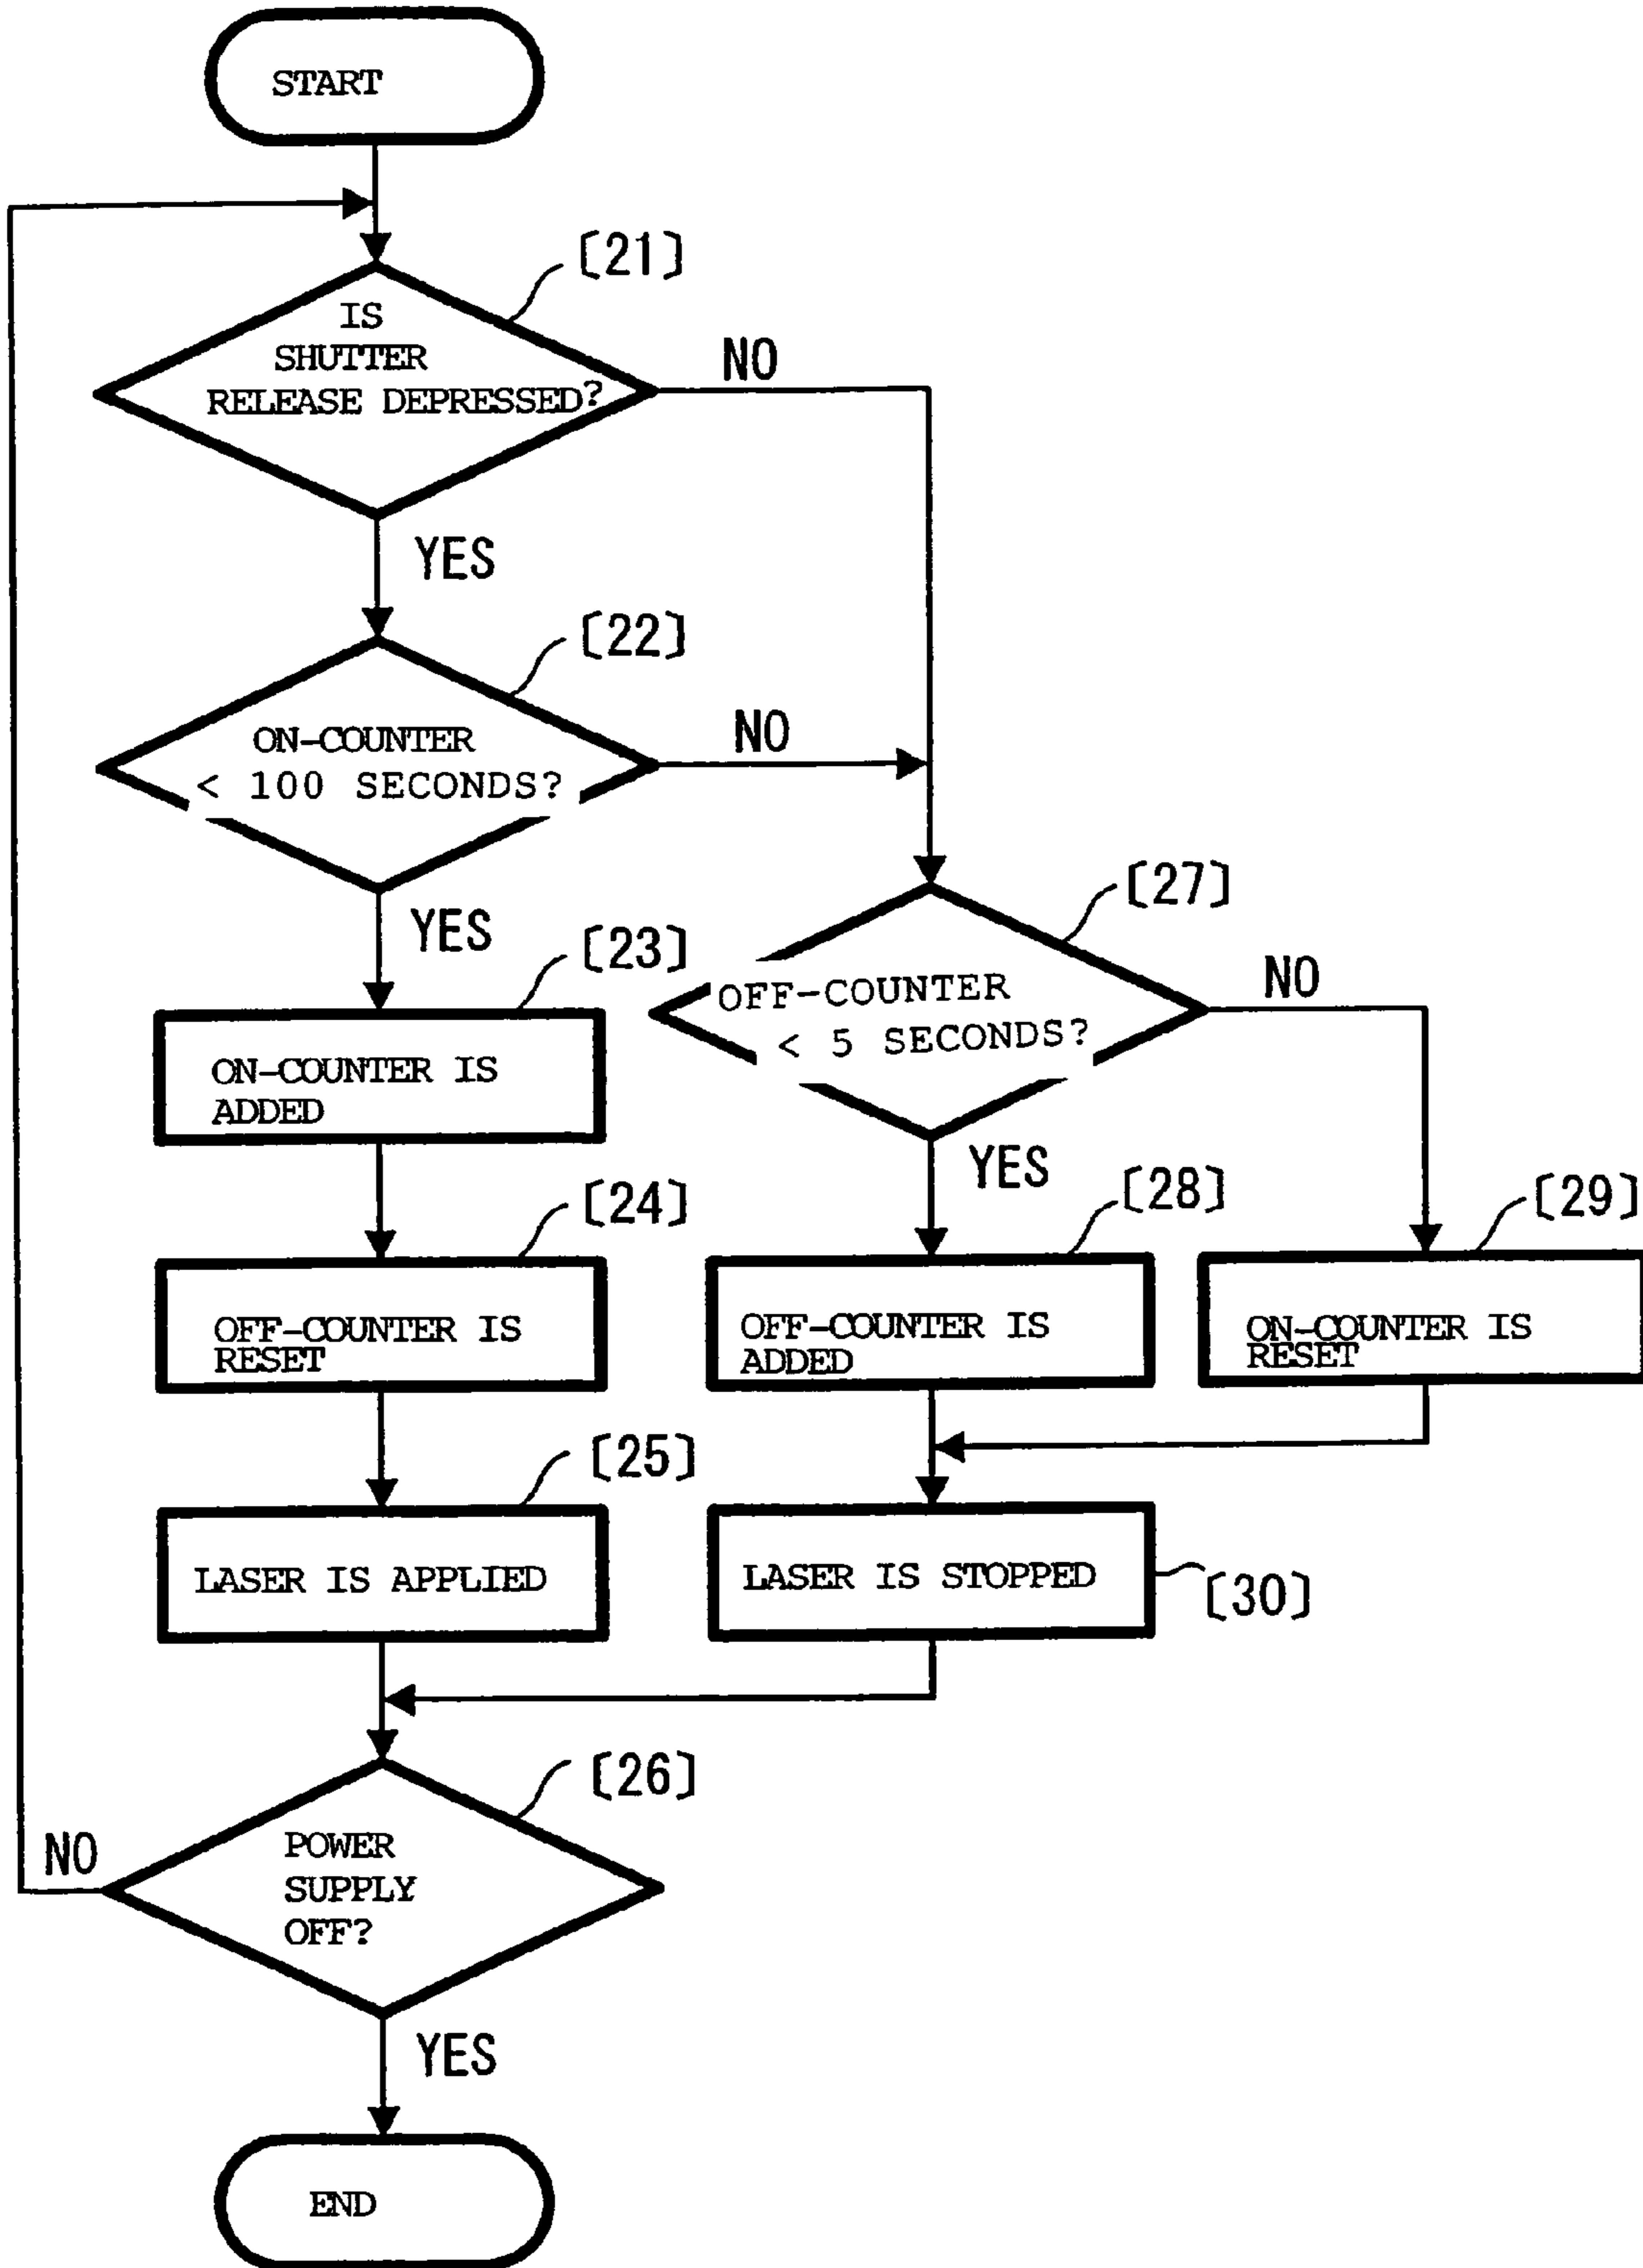 START
[21]
IS
SHUTTER
RELEASE DEPRESSED?
NO
YES
[22]
ON-COUNTER
< 100 SECONDS?
NO
YES
[23]
ON-COUNTER IS
ADDED
[24]
OFF-COUNTER IS
RESET
[25]
LASER IS APPLIED
[27]
OFF-COUNTER
< 5 SECONDS?
NO
YES
[28]
OFF-COUNTER IS
ADDED
[29]
ON-COUNTER IS
RESET
LASER IS STOPPED
[30]
[26]
POWER
SUPPLY
OFF?
NO
YES
END